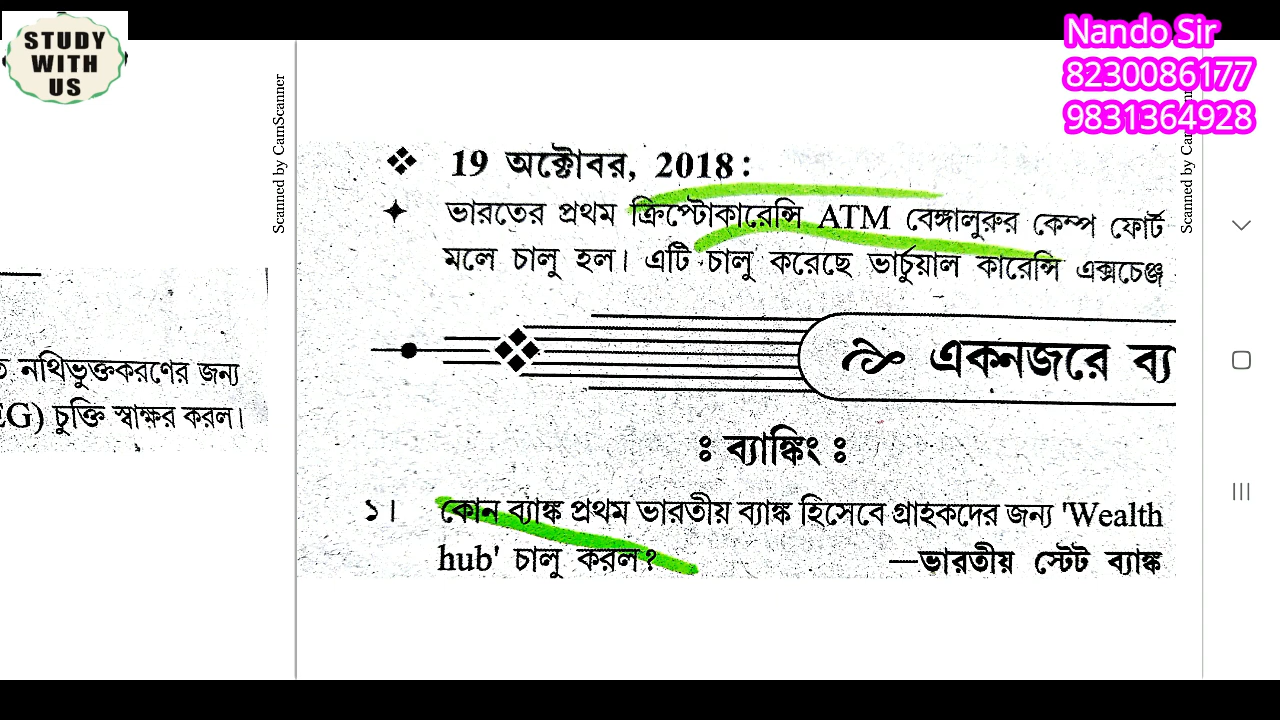 STUDY
WITH
US
Nando Sir
8230086177
9831364928
Scanned by CamScanner
Scanned by Ca
❖ 19 অক্টোবর, 2018 :
✦ ভারতের প্রথম ক্রিপ্টোকারেন্সি ATM বেঙ্গালুরুর কেম্প ফোর্ট
মলে চালু হল। এটি চালু করেছে ভার্চুয়াল কারেন্সি এক্সচেঞ্জ
নথিভুক্তকরণের জন্য
G) চুক্তি স্বাক্ষর করল।
একনজরে ব্য
ঃ ব্যাঙ্কিং ঃ
১। কোন ব্যাঙ্ক প্রথম ভারতীয় ব্যাঙ্ক হিসেবে গ্রাহকদের জন্য 'Wealth
hub' চালু করল? —ভারতীয় স্টেট ব্যাঙ্ক